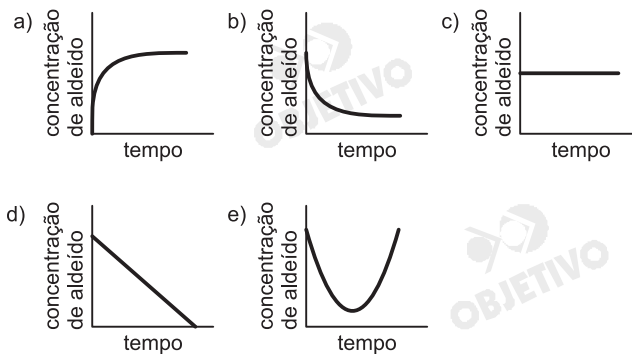 a)
concentração
de aldeído
tempo
b)
concentração
de aldeído
tempo
OBJETIVO
c)
concentração
de aldeído
tempo
d)
concentração
de aldeído
tempo
e)
concentração
de aldeído
tempo
OBJETIVO